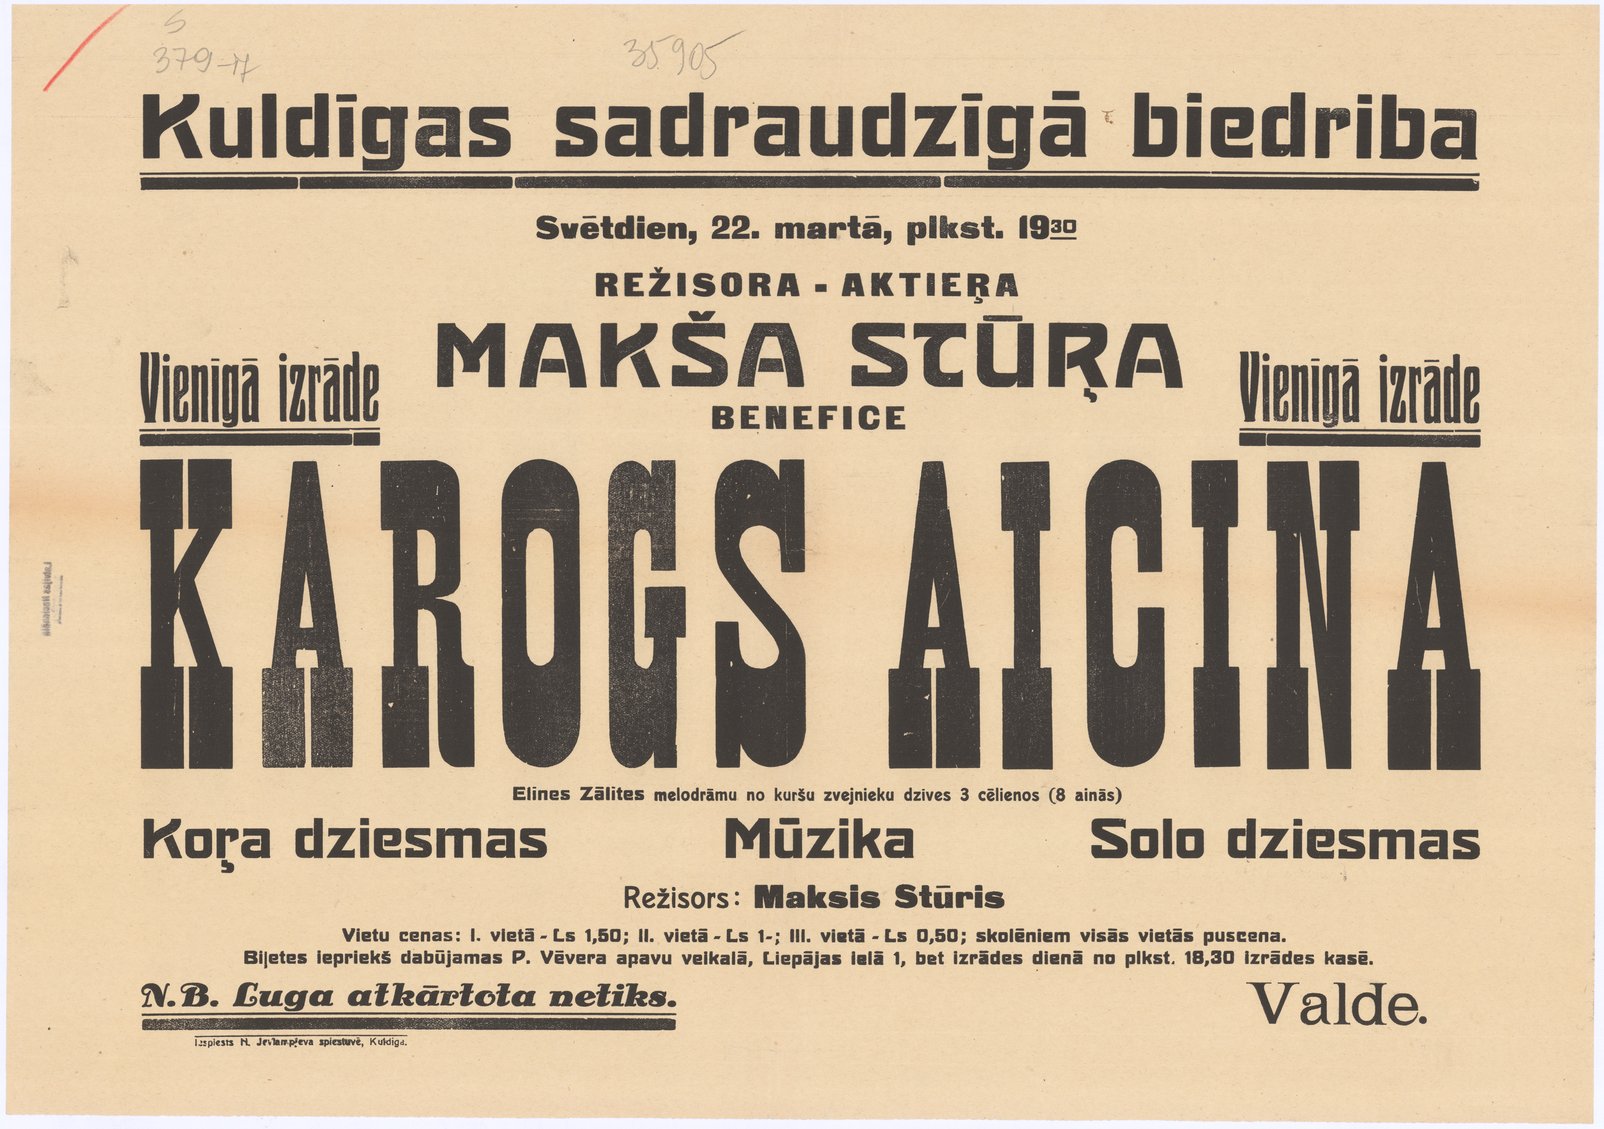 S
379-H
35.905
Kuldīgas sadraudzīgā biedriba
Svētdien, 22. martā, plkst. 19³⁰
REŽISORA - AKTIEŖA
MAKŠA STŪŖA
BENEFICE
Vienīgā izrāde
Vienīgā izrāde
KAROGS AICINA
Elines Zālites melodrāmu no kuršu zvejnieku dzives 3 cēlienos (8 ainās)
Koŗa dziesmas Mūzika Solo dziesmas
Režisors: Maksis Stūris
Vietu cenas: I. vietā - Ls 1,50; II. vietā - Ls 1-; III. vietā - Ls 0,50; skolēniem visās vietās puscena.
Biļetes iepriekš dabūjamas P. Vēvera apavu veikalā, Liepājas ielā 1, bet izrādes dienā no plkst. 18,30 izrādes kasē.
N. B. Luga atkārtota netiks.
Valde.
Izspiests N. Jevlampjeva spiestuvē, Kuldiga.